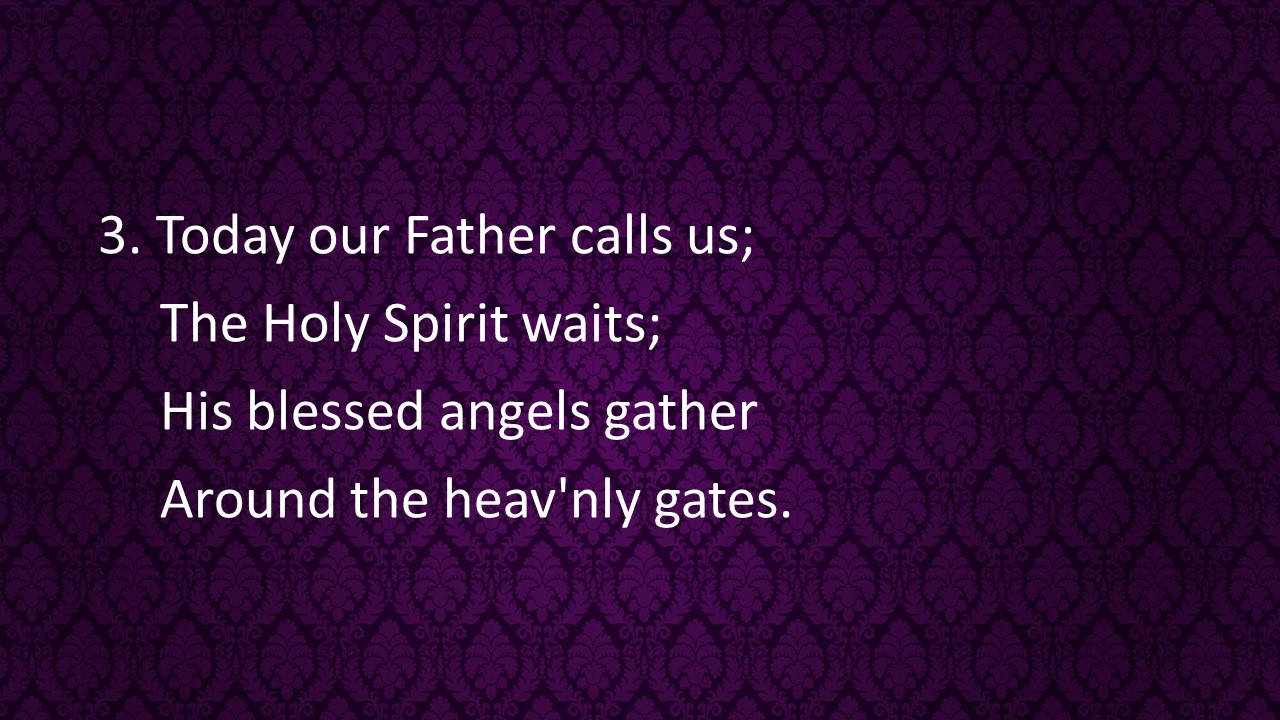 3. Today our Father calls us;
The Holy Spirit waits;
His blessed angels gather
Around the heav'nly gates.